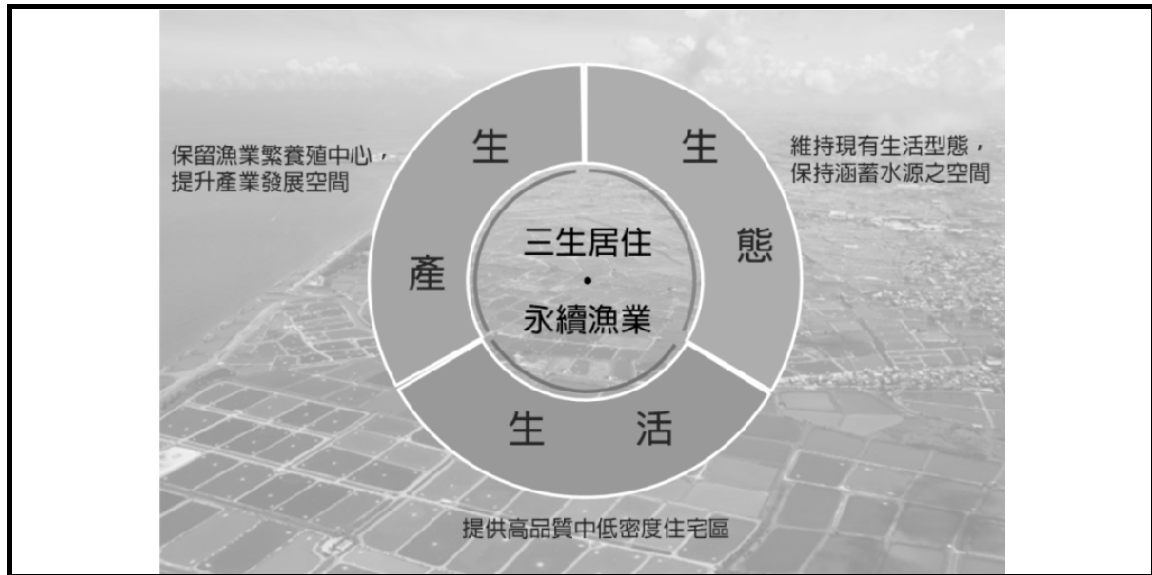 保留漁業繁養殖中心，
提升產業發展空間
生產
生態
維持現有生活型態，
保持涵蓄水源之空間
三生居住
・
永續漁業
生活
提供高品質中低密度住宅區